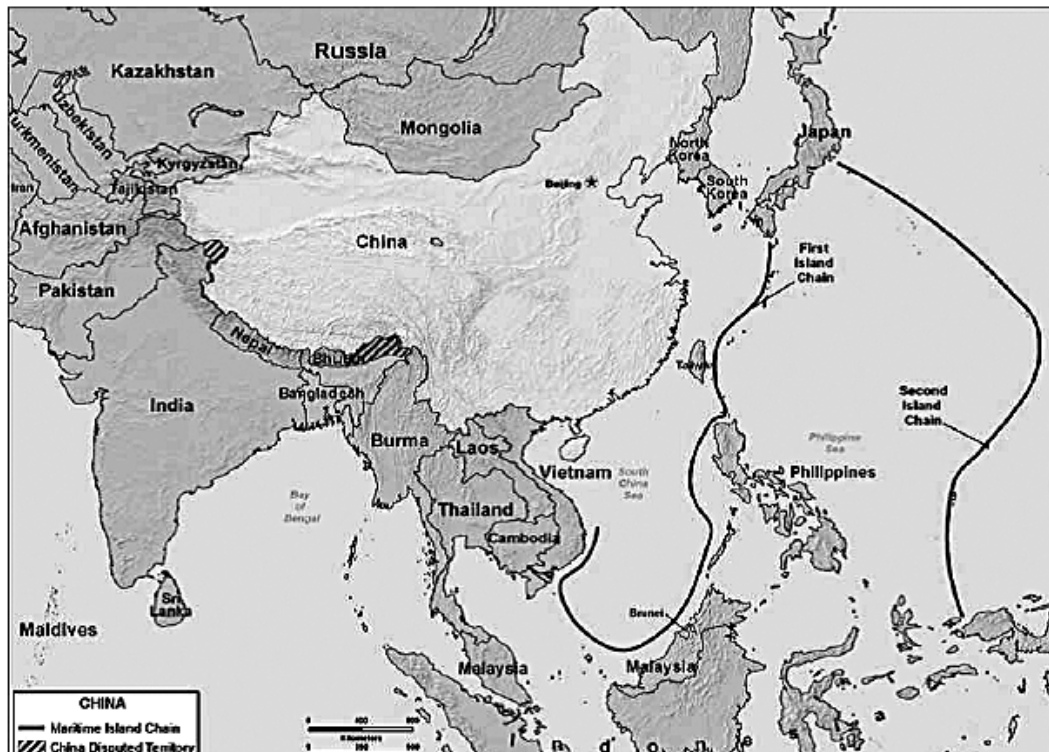 Russia
Kazakhstan
Mongolia
Uzbekistan
Turkmenistan
Kyrgyzstan
Tajikistan
Iran
Afghanistan
Pakistan
China
Beijing
North
Korea
South
Korea
Japan
First
Island
Chain
Second
Island
Chain
Nepal
Bhutan
Bangladesh
India
Burma
Laos
Vietnam
Thailand
Cambodia
Taiwan
South
China
Sea
Philippine
Sea
Philippines
Bay
of
Bengal
Sri
Lanka
Maldives
Malaysia
Brunei
Malaysia
I n d o n e s i a
CHINA
Maritime Island Chain
China Disputed Territory
Kilometers